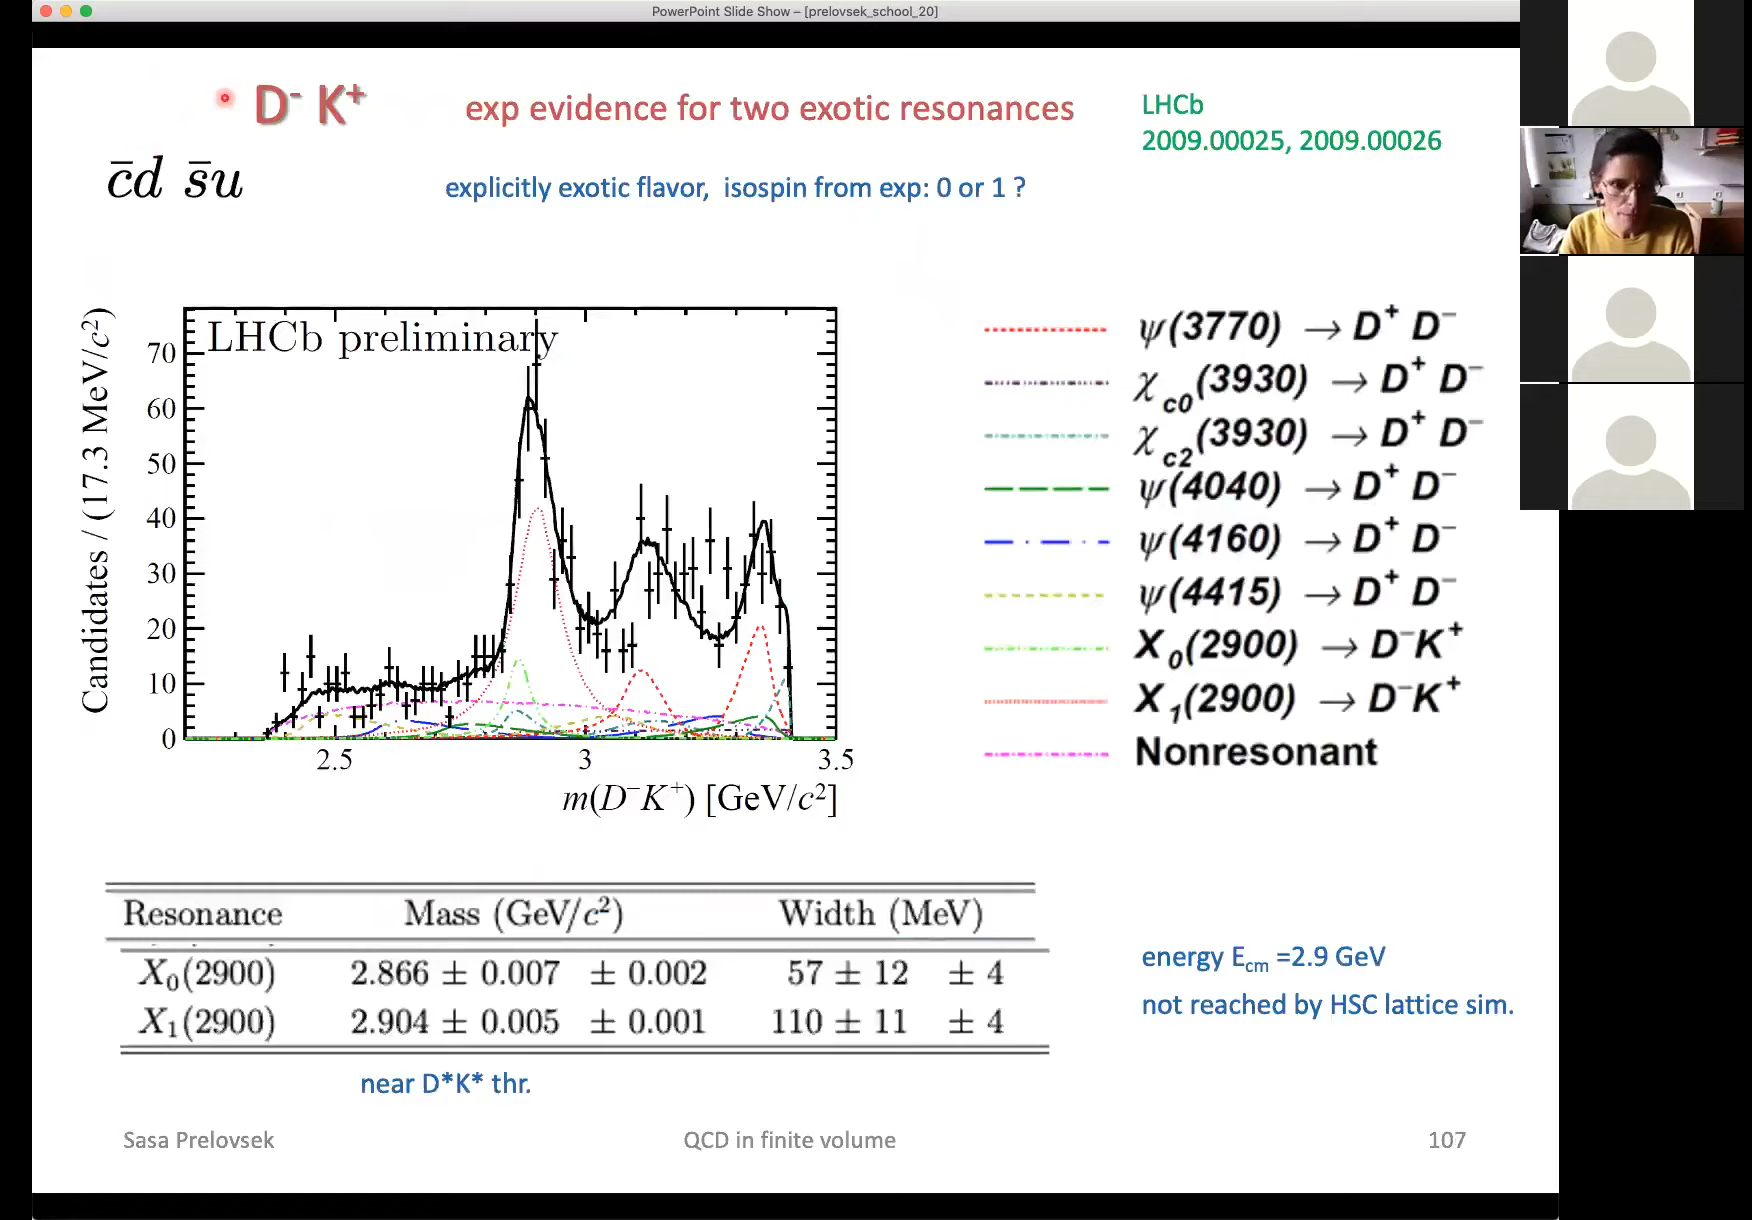 PowerPoint Slide Show – [prelovsek_school_20]
• D⁻ K⁺
exp evidence for two exotic resonances
LHCb
2009.00025, 2009.00026
c̄d s̄u
explicitly exotic flavor, isospin from exp: 0 or 1 ?
LHCb preliminary
Candidates / (17.3 MeV/c²)
70
60
50
40
30
20
10
0
2.5 3 3.5
m(D⁻K⁺) [GeV/c²]
ψ(3770) → D⁺ D⁻
χc0(3930) → D⁺ D⁻
χc2(3930) → D⁺ D⁻
ψ(4040) → D⁺ D⁻
ψ(4160) → D⁺ D⁻
ψ(4415) → D⁺ D⁻
X₀(2900) → D⁻K⁺
X₁(2900) → D⁻K⁺
Nonresonant
Resonance Mass (GeV/c²) Width (MeV)
X₀(2900) 2.866 ± 0.007 ± 0.002 57 ± 12 ± 4
X₁(2900) 2.904 ± 0.005 ± 0.001 110 ± 11 ± 4
near D*K* thr.
energy Ecm =2.9 GeV
not reached by HSC lattice sim.
Sasa Prelovsek
QCD in finite volume
107